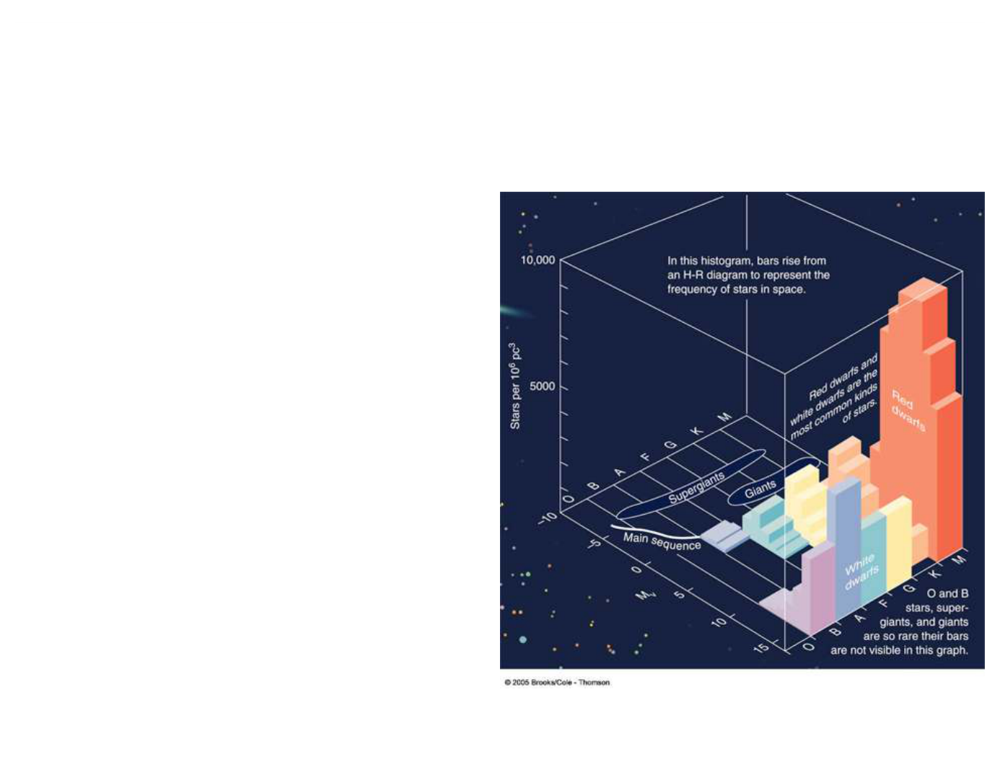 10,000
In this histogram, bars rise from
an H-R diagram to represent the
frequency of stars in space.
Stars per 10⁶ pc³
5000
Red dwarfs and
white dwarfs are the
most common kinds
of stars.
Red
dwarfs
O
B
A
F
G
K
M
Supergiants
Giants
Main sequence
White
dwarfs
–10
–5
0
5
10
15
Mᵥ
O
B
A
F
G
K
M
O and B
stars, super-
giants, and giants
are so rare their bars
are not visible in this graph.
© 2005 Brooks/Cole - Thomson